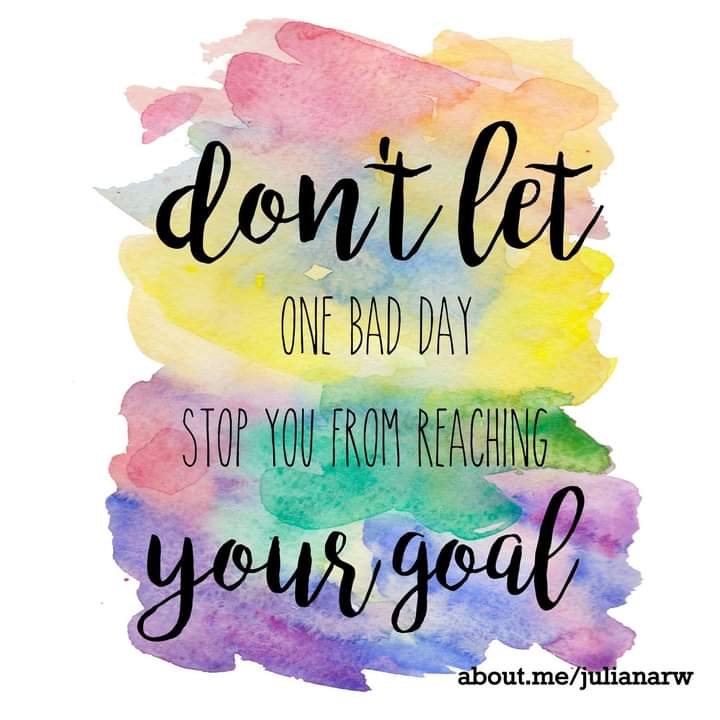 don't let
ONE BAD DAY
STOP YOU FROM REACHING
your goal
about.me/julianarw